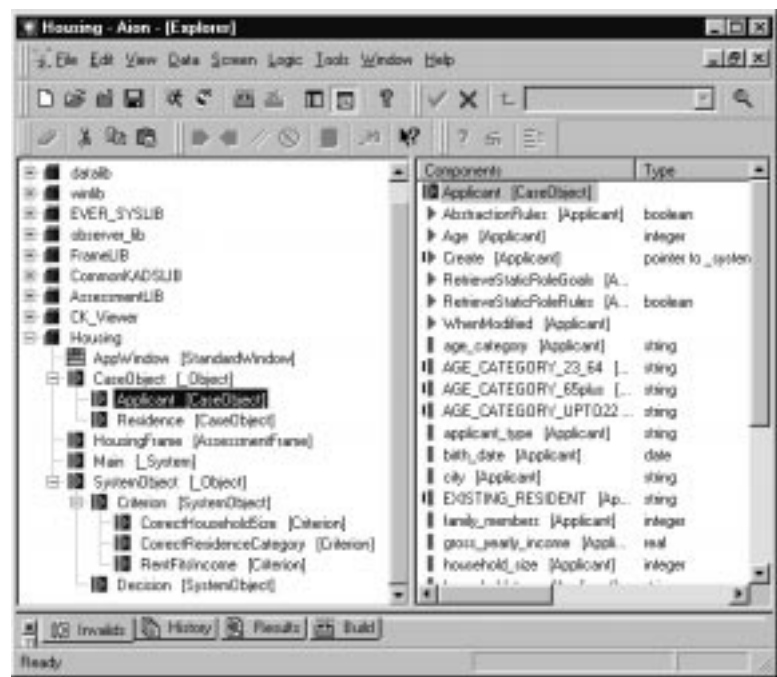 Housing - Aion - [Explorer]
File Edit View Data Screen Logic Tools Window Help
datalib
winlib
EVER_SYSLIB
observer_lib
FrameLIB
CommonKADSLIB
AssessmentLIB
CK_Viewer
Housing
AppWindow [StandardWindow]
CaseObject [_Object]
Applicant [CaseObject]
Residence [CaseObject]
HousingFrame [AssessmentFrame]
Main [_System]
SystemObject [_Object]
Criterion [SystemObject]
CorrectHouseholdSize [Criterion]
CorrectResidenceCategory [Criterion]
RentFitsIncome [Criterion]
Decision [SystemObject]
Components Type
Applicant [CaseObject]
AbstractionRules [Applicant] boolean
Age [Applicant] integer
Create [Applicant] pointer to _system
RetrieveStaticRoleGoals [A...
RetrieveStaticRoleRules [A... boolean
WhenModified [Applicant]
age_category [Applicant] string
AGE_CATEGORY_23_64 [... string
AGE_CATEGORY_65plus [... string
AGE_CATEGORY_UPTO22 ... string
applicant_type [Applicant] string
birth_date [Applicant] date
city [Applicant] string
EXISTING_RESIDENT [Ap... string
family_members [Applicant] integer
gross_yearly_income [Appli... real
household_size [Applicant] integer
Invalids History Results Build
Ready